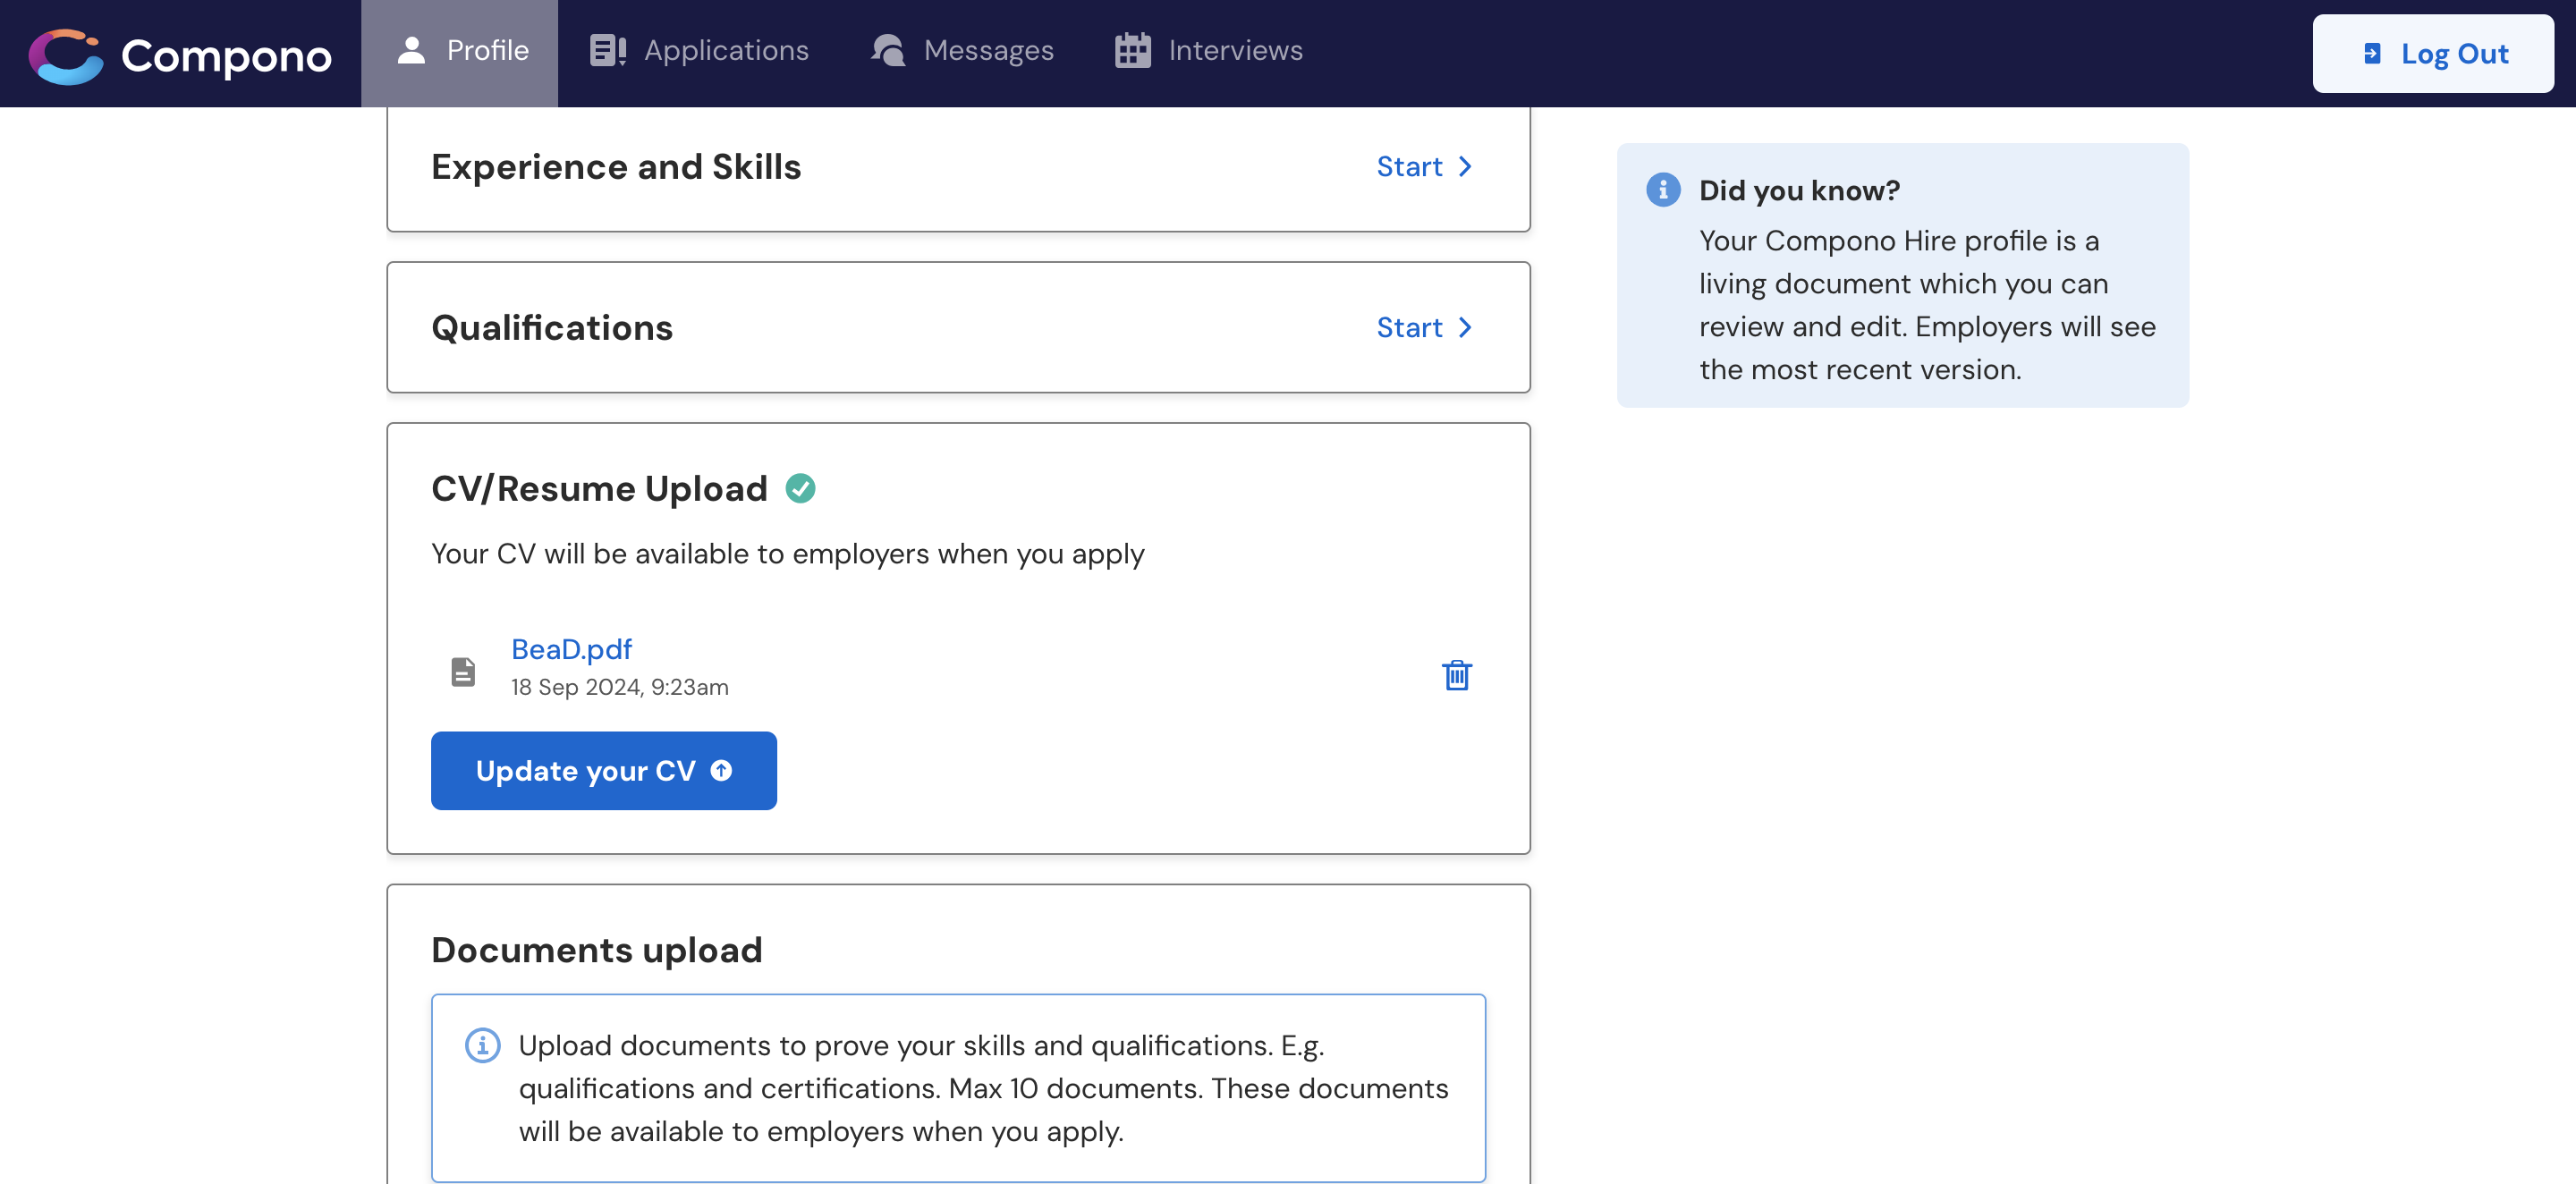 Compono
Profile
Applications
Messages
Interviews
Log Out
Experience and Skills
Start
Did you know?
Your Compono Hire profile is a
living document which you can
review and edit. Employers will see
the most recent version.
Qualifications
Start
CV/Resume Upload
Your CV will be available to employers when you apply
BeaD.pdf
18 Sep 2024, 9:23am
Update your CV
Documents upload
Upload documents to prove your skills and qualifications. E.g.
qualifications and certifications. Max 10 documents. These documents
will be available to employers when you apply.